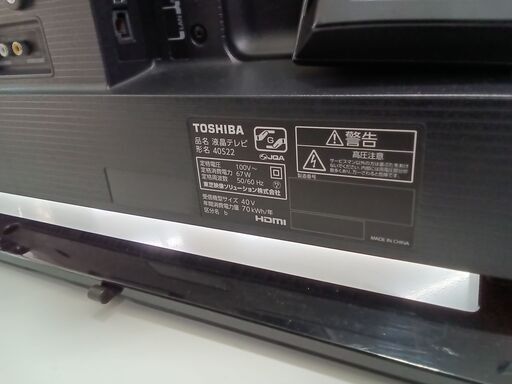 LAN
TOSHIBA
品名 液晶テレビ
形名 40S22
JQA
定格電圧 100V~
定格消費電力 67W
定格周波数 50/60 Hz
東芝映像ソリューション株式会社
受信機型サイズ 40V
年間消費電力量 70kWh/年
区分名 b
HDMI
警告
高圧注意
製造番号
MADE IN CHINA